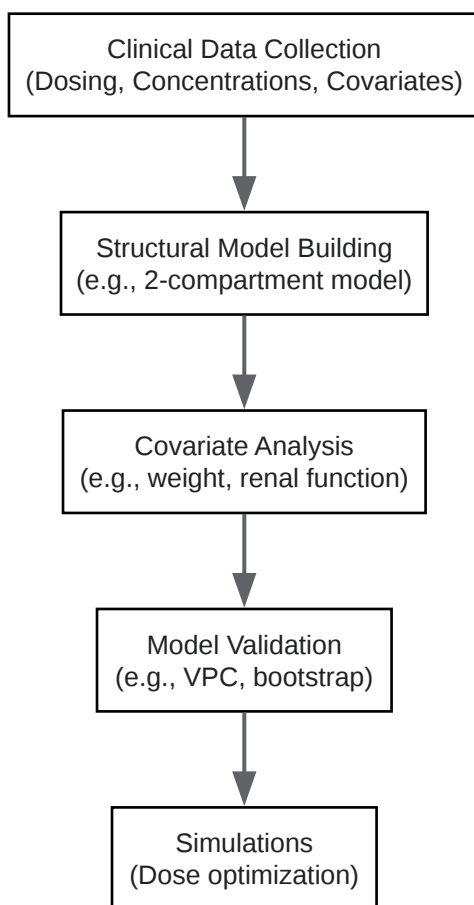 Clinical Data Collection
(Dosing, Concentrations, Covariates)
Structural Model Building
(e.g., 2-compartment model)
Covariate Analysis
(e.g., weight, renal function)
Model Validation
(e.g., VPC, bootstrap)
Simulations
(Dose optimization)